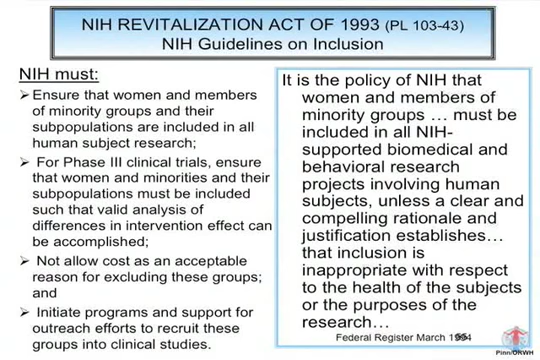 NIH REVITALIZATION ACT OF 1993 (PL 103-43)
NIH Guidelines on Inclusion
NIH must:
➢Ensure that women and members
of minority groups and their
subpopulations are included in all
human subject research;
➢ For Phase III clinical trials, ensure
that women and minorities and their
subpopulations must be included
such that valid analysis of
differences in intervention effect can
be accomplished;
➢ Not allow cost as an acceptable
reason for excluding these groups;
and
➢ Initiate programs and support for
outreach efforts to recruit these
groups into clinical studies.
It is the policy of NIH that
women and members of
minority groups … must be
included in all NIH-
supported biomedical and
behavioral research
projects involving human
subjects, unless a clear and
compelling rationale and
justification establishes…
that inclusion is
inappropriate with respect
to the health of the subjects
or the purposes of the
research…
Federal Register March 1994
Pinn/ORWH